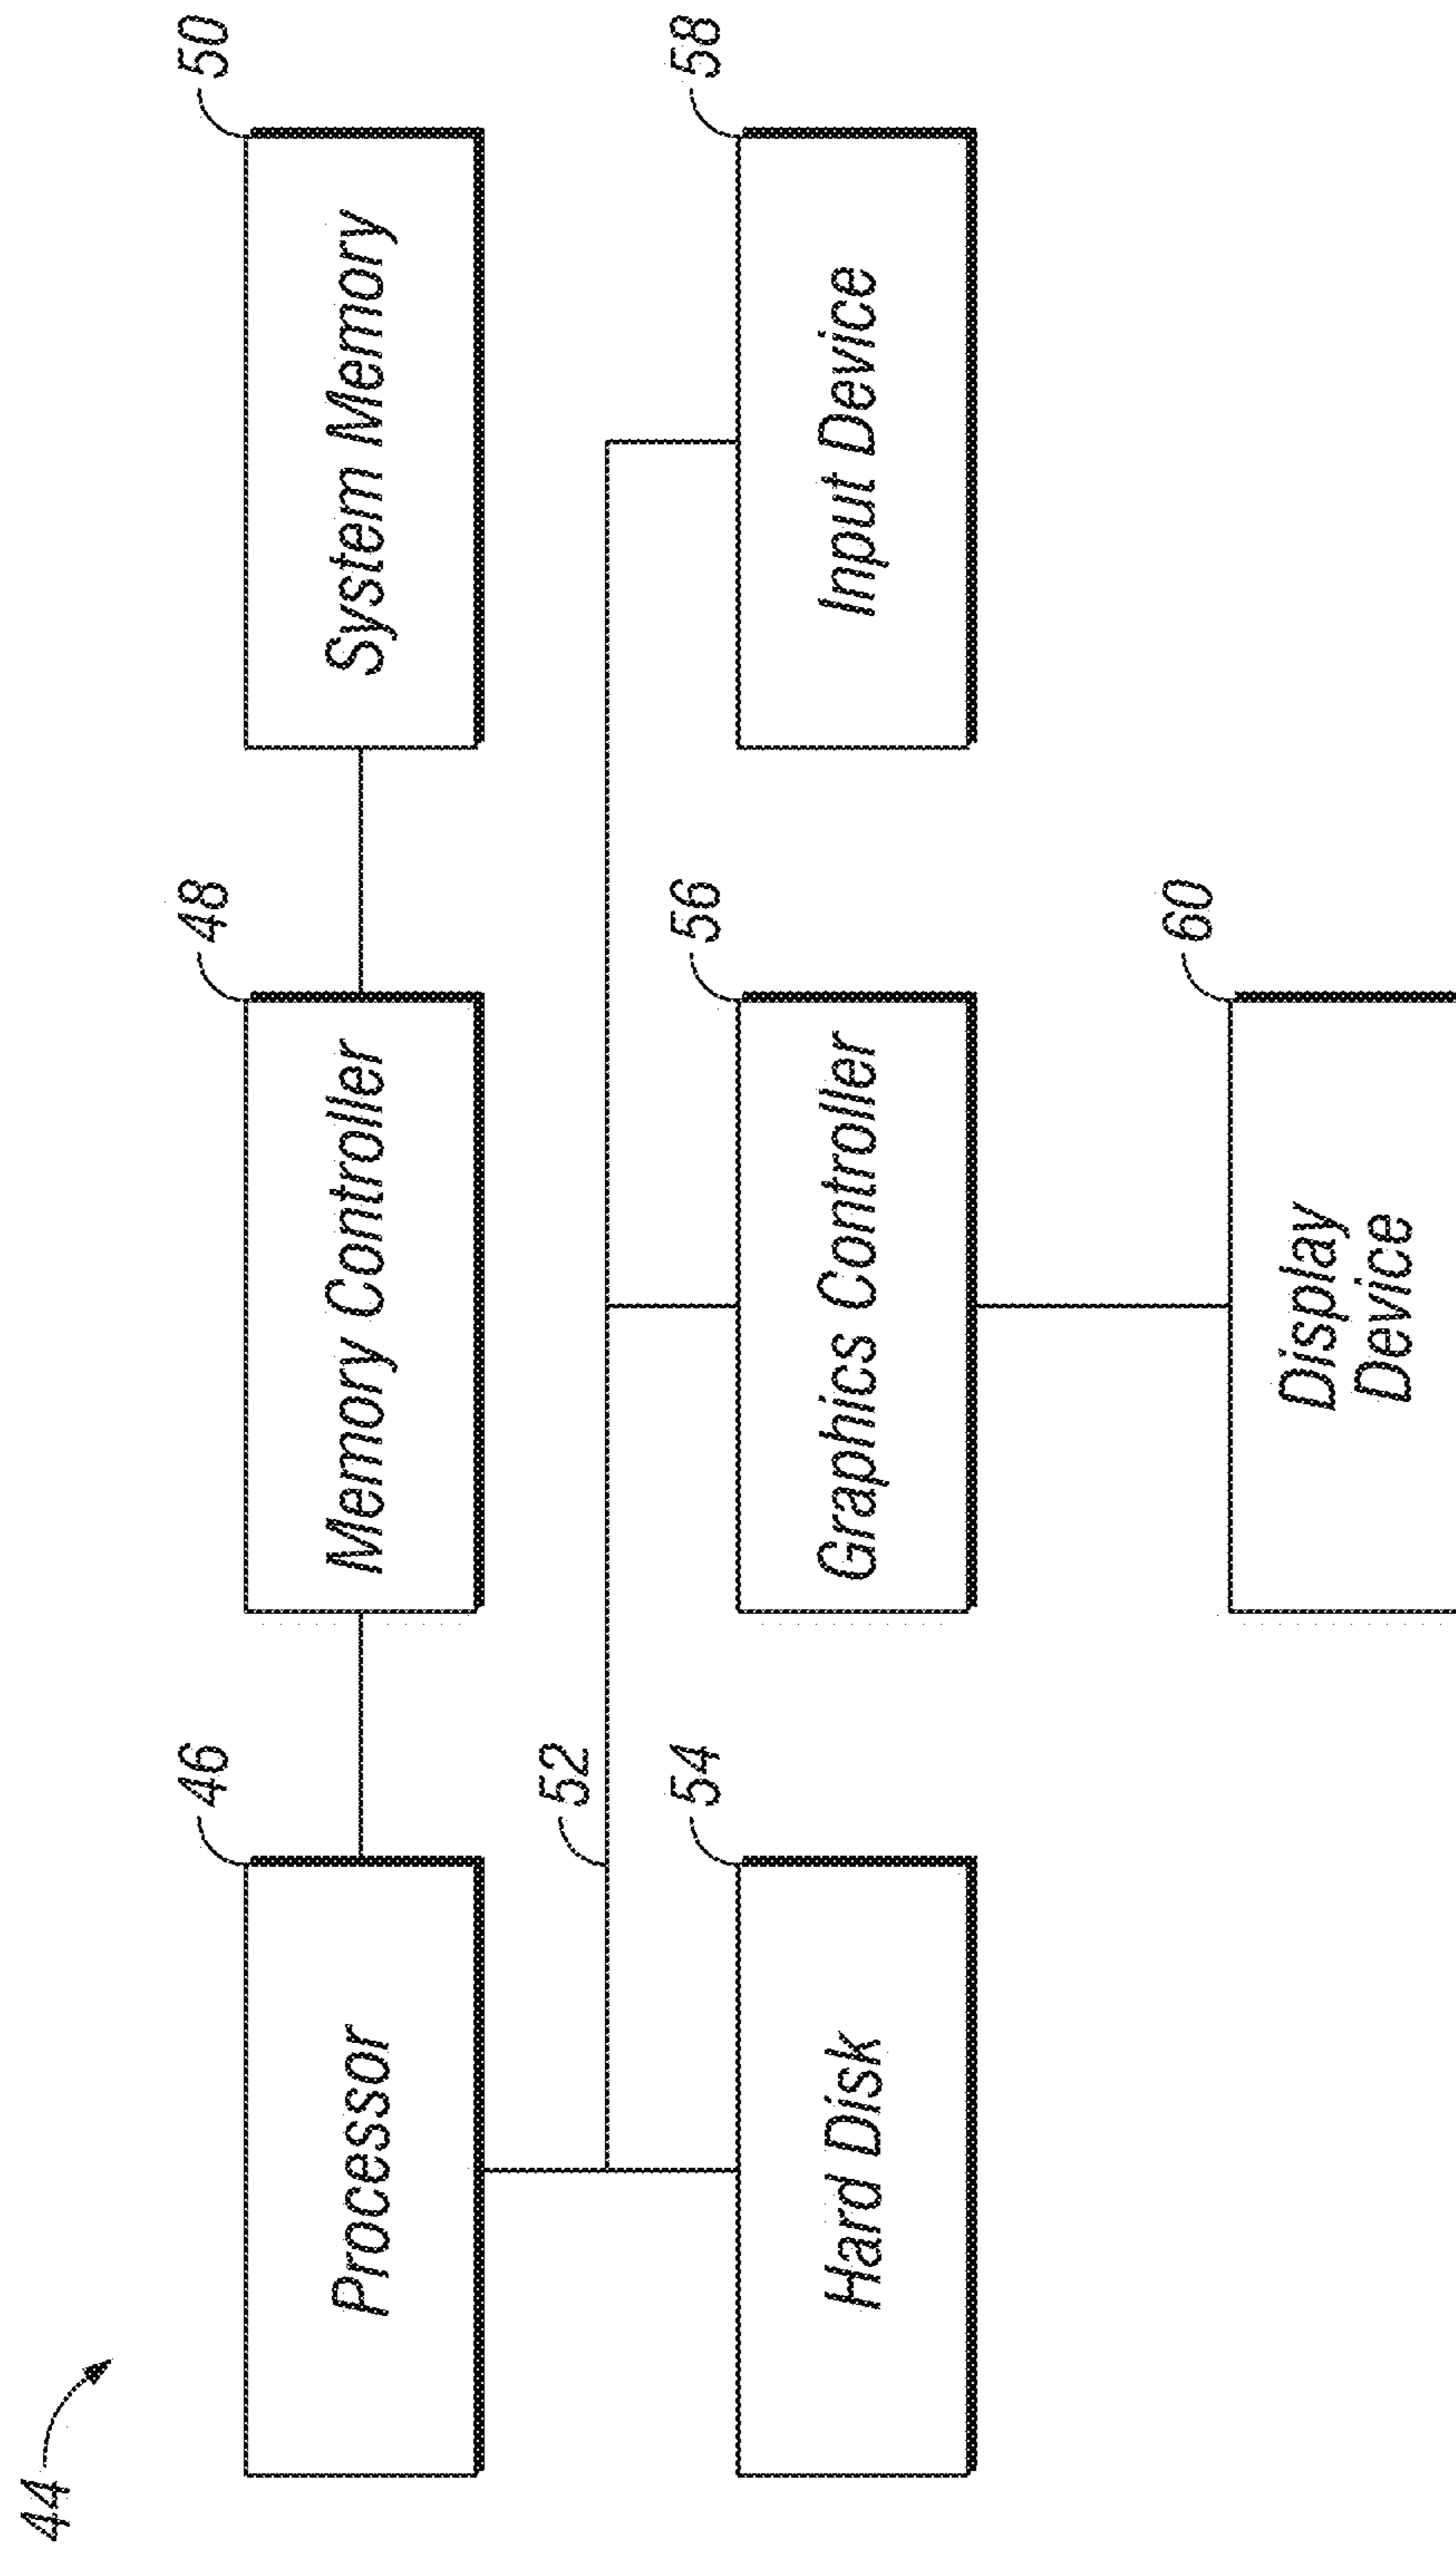 44
46
Processor
48
Memory Controller
50
System Memory
52
54
Hard Disk
56
Graphics Controller
58
Input Device
60
Display
Device